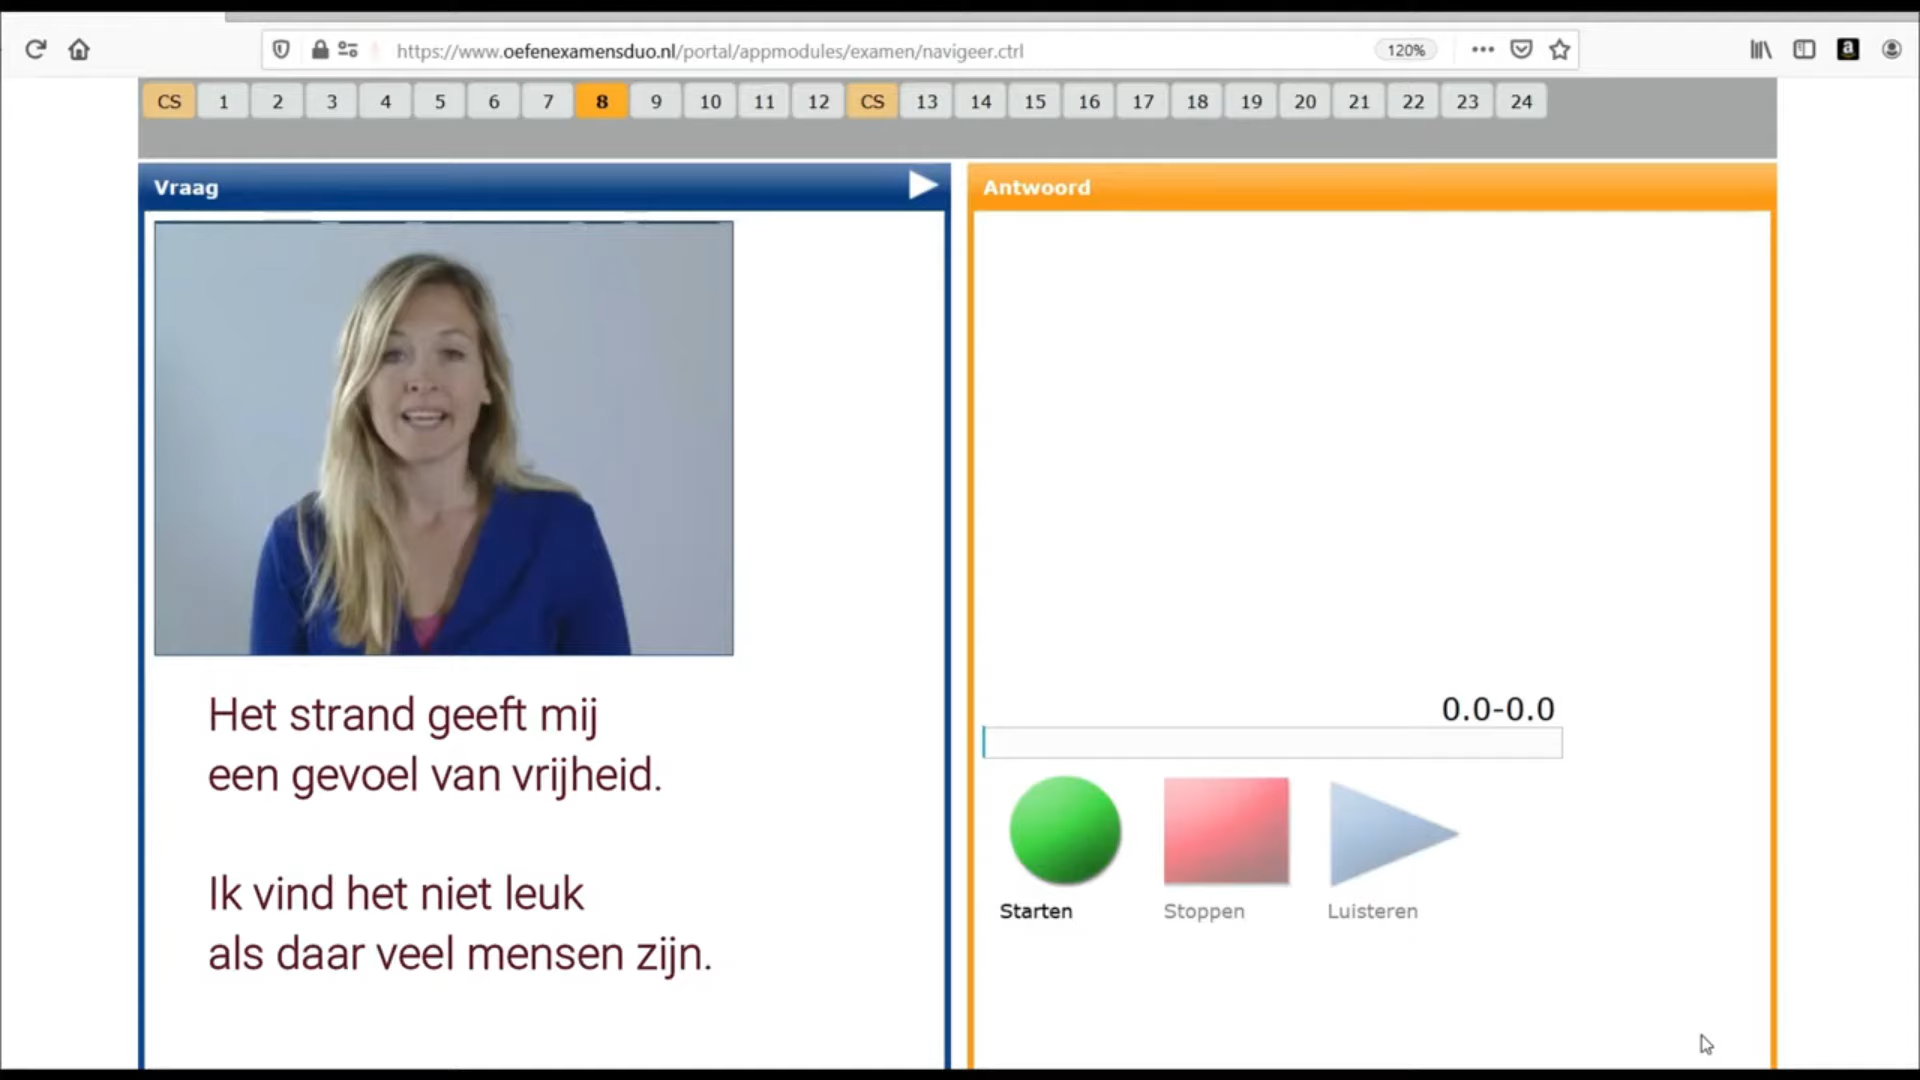 https://www.oefenexamensduo.nl/portal/appmodules/examen/navigeer.ctrl
120%
CS 1 2 3 4 5 6 7 8 9 10 11 12 CS 13 14 15 16 17 18 19 20 21 22 23 24
Vraag
Antwoord
Het strand geeft mij
een gevoel van vrijheid.
Ik vind het niet leuk
als daar veel mensen zijn.
0.0-0.0
Starten
Stoppen
Luisteren